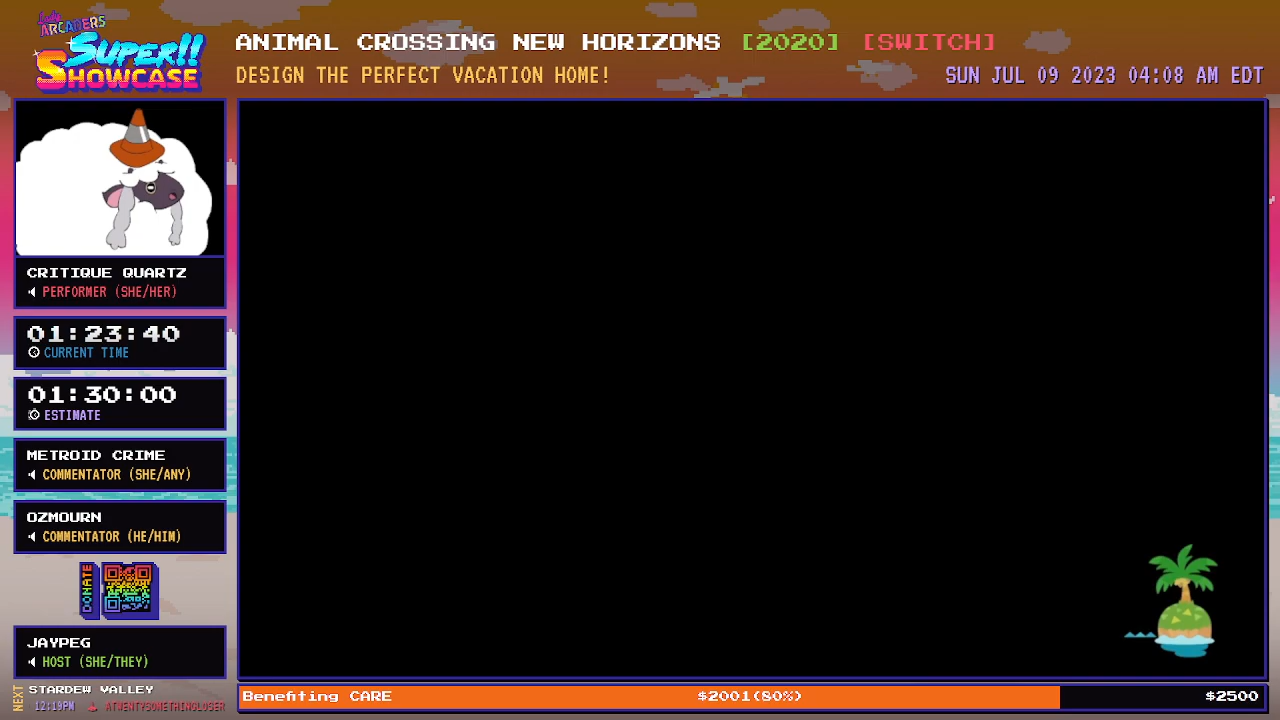 Lady
ARCADERS
SUPER!!
SHOWCASE
ANIMAL CROSSING NEW HORIZONS [2020] [SWITCH]
DESIGN THE PERFECT VACATION HOME!
SUN JUL 09 2023 04:08 AM EDT
CRITIQUE QUARTZ
PERFORMER (SHE/HER)
01:23:40
CURRENT TIME
01:30:00
ESTIMATE
METROID CRIME
COMMENTATOR (SHE/ANY)
OZMOURN
COMMENTATOR (HE/HIM)
DONATE
JAYPEG
HOST (SHE/THEY)
NEXT
STARDEW VALLEY
12:19PM ATWENTYSOMETHINGLOSER
Benefiting CARE $2001(80%) $2500